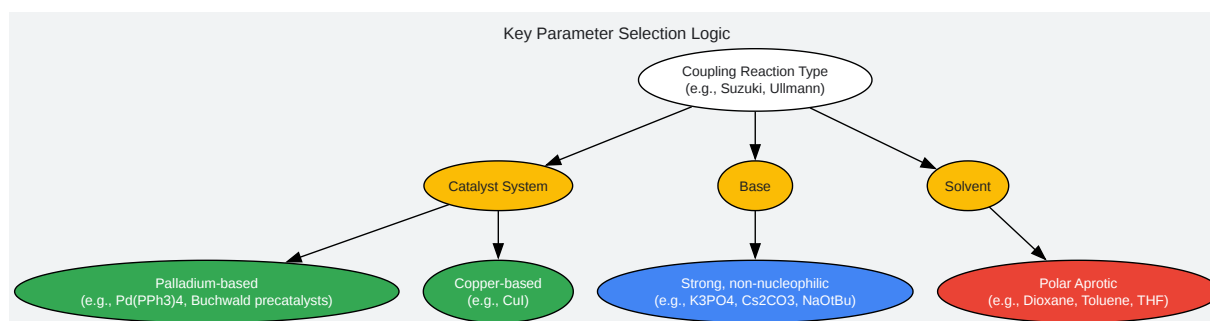 Key Parameter Selection Logic
Coupling Reaction Type
(e.g., Suzuki, Ullmann)
Catalyst System
Base
Solvent
Palladium-based
(e.g., Pd(PPh3)4, Buchwald precatalysts)
Copper-based
(e.g., CuI)
Strong, non-nucleophilic
(e.g., K3PO4, Cs2CO3, NaOtBu)
Polar Aprotic
(e.g., Dioxane, Toluene, THF)